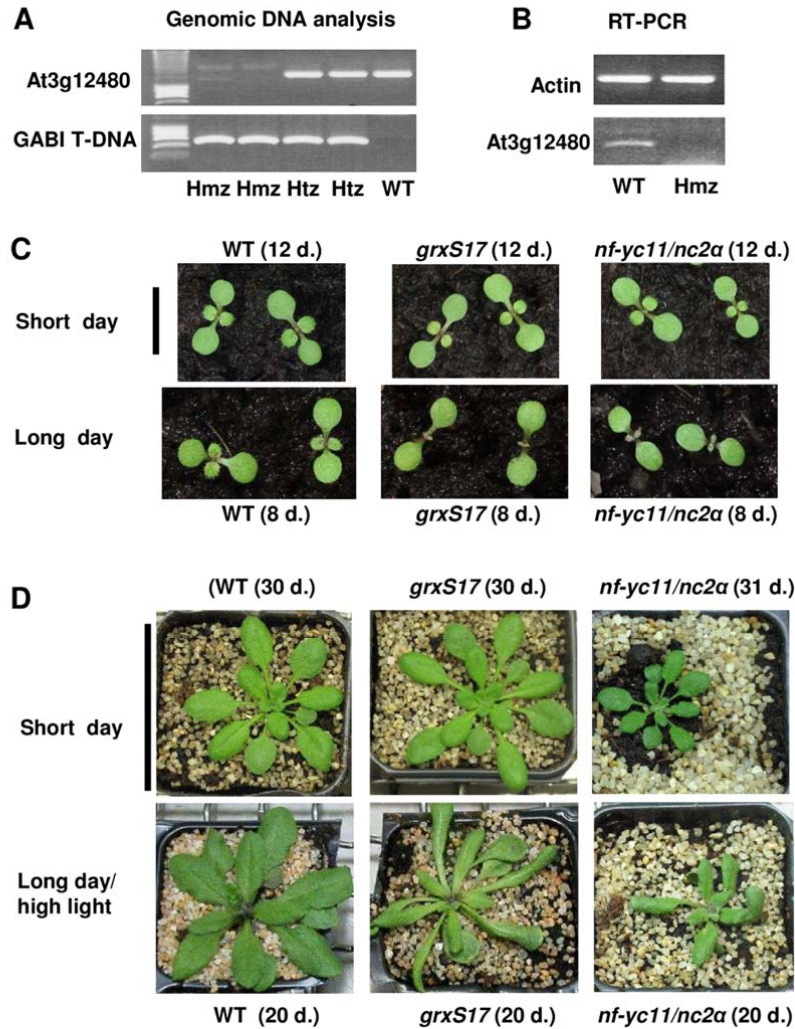 A
Genomic DNA analysis
At3g12480
GABI T-DNA
Hmz Hmz Htz Htz WT
B
RT-PCR
Actin
At3g12480
WT Hmz
C
WT (12 d.) grxS17 (12 d.) nf-yc11/nc2α (12 d.)
Short day
Long day
WT (8 d.) grxS17 (8 d.) nf-yc11/nc2α (8 d.)
D
(WT (30 d.) grxS17 (30 d.) nf-yc11/nc2α (31 d.)
Short day
Long day/
high light
WT (20 d.) grxS17 (20 d.) nf-yc11/nc2α (20 d.)